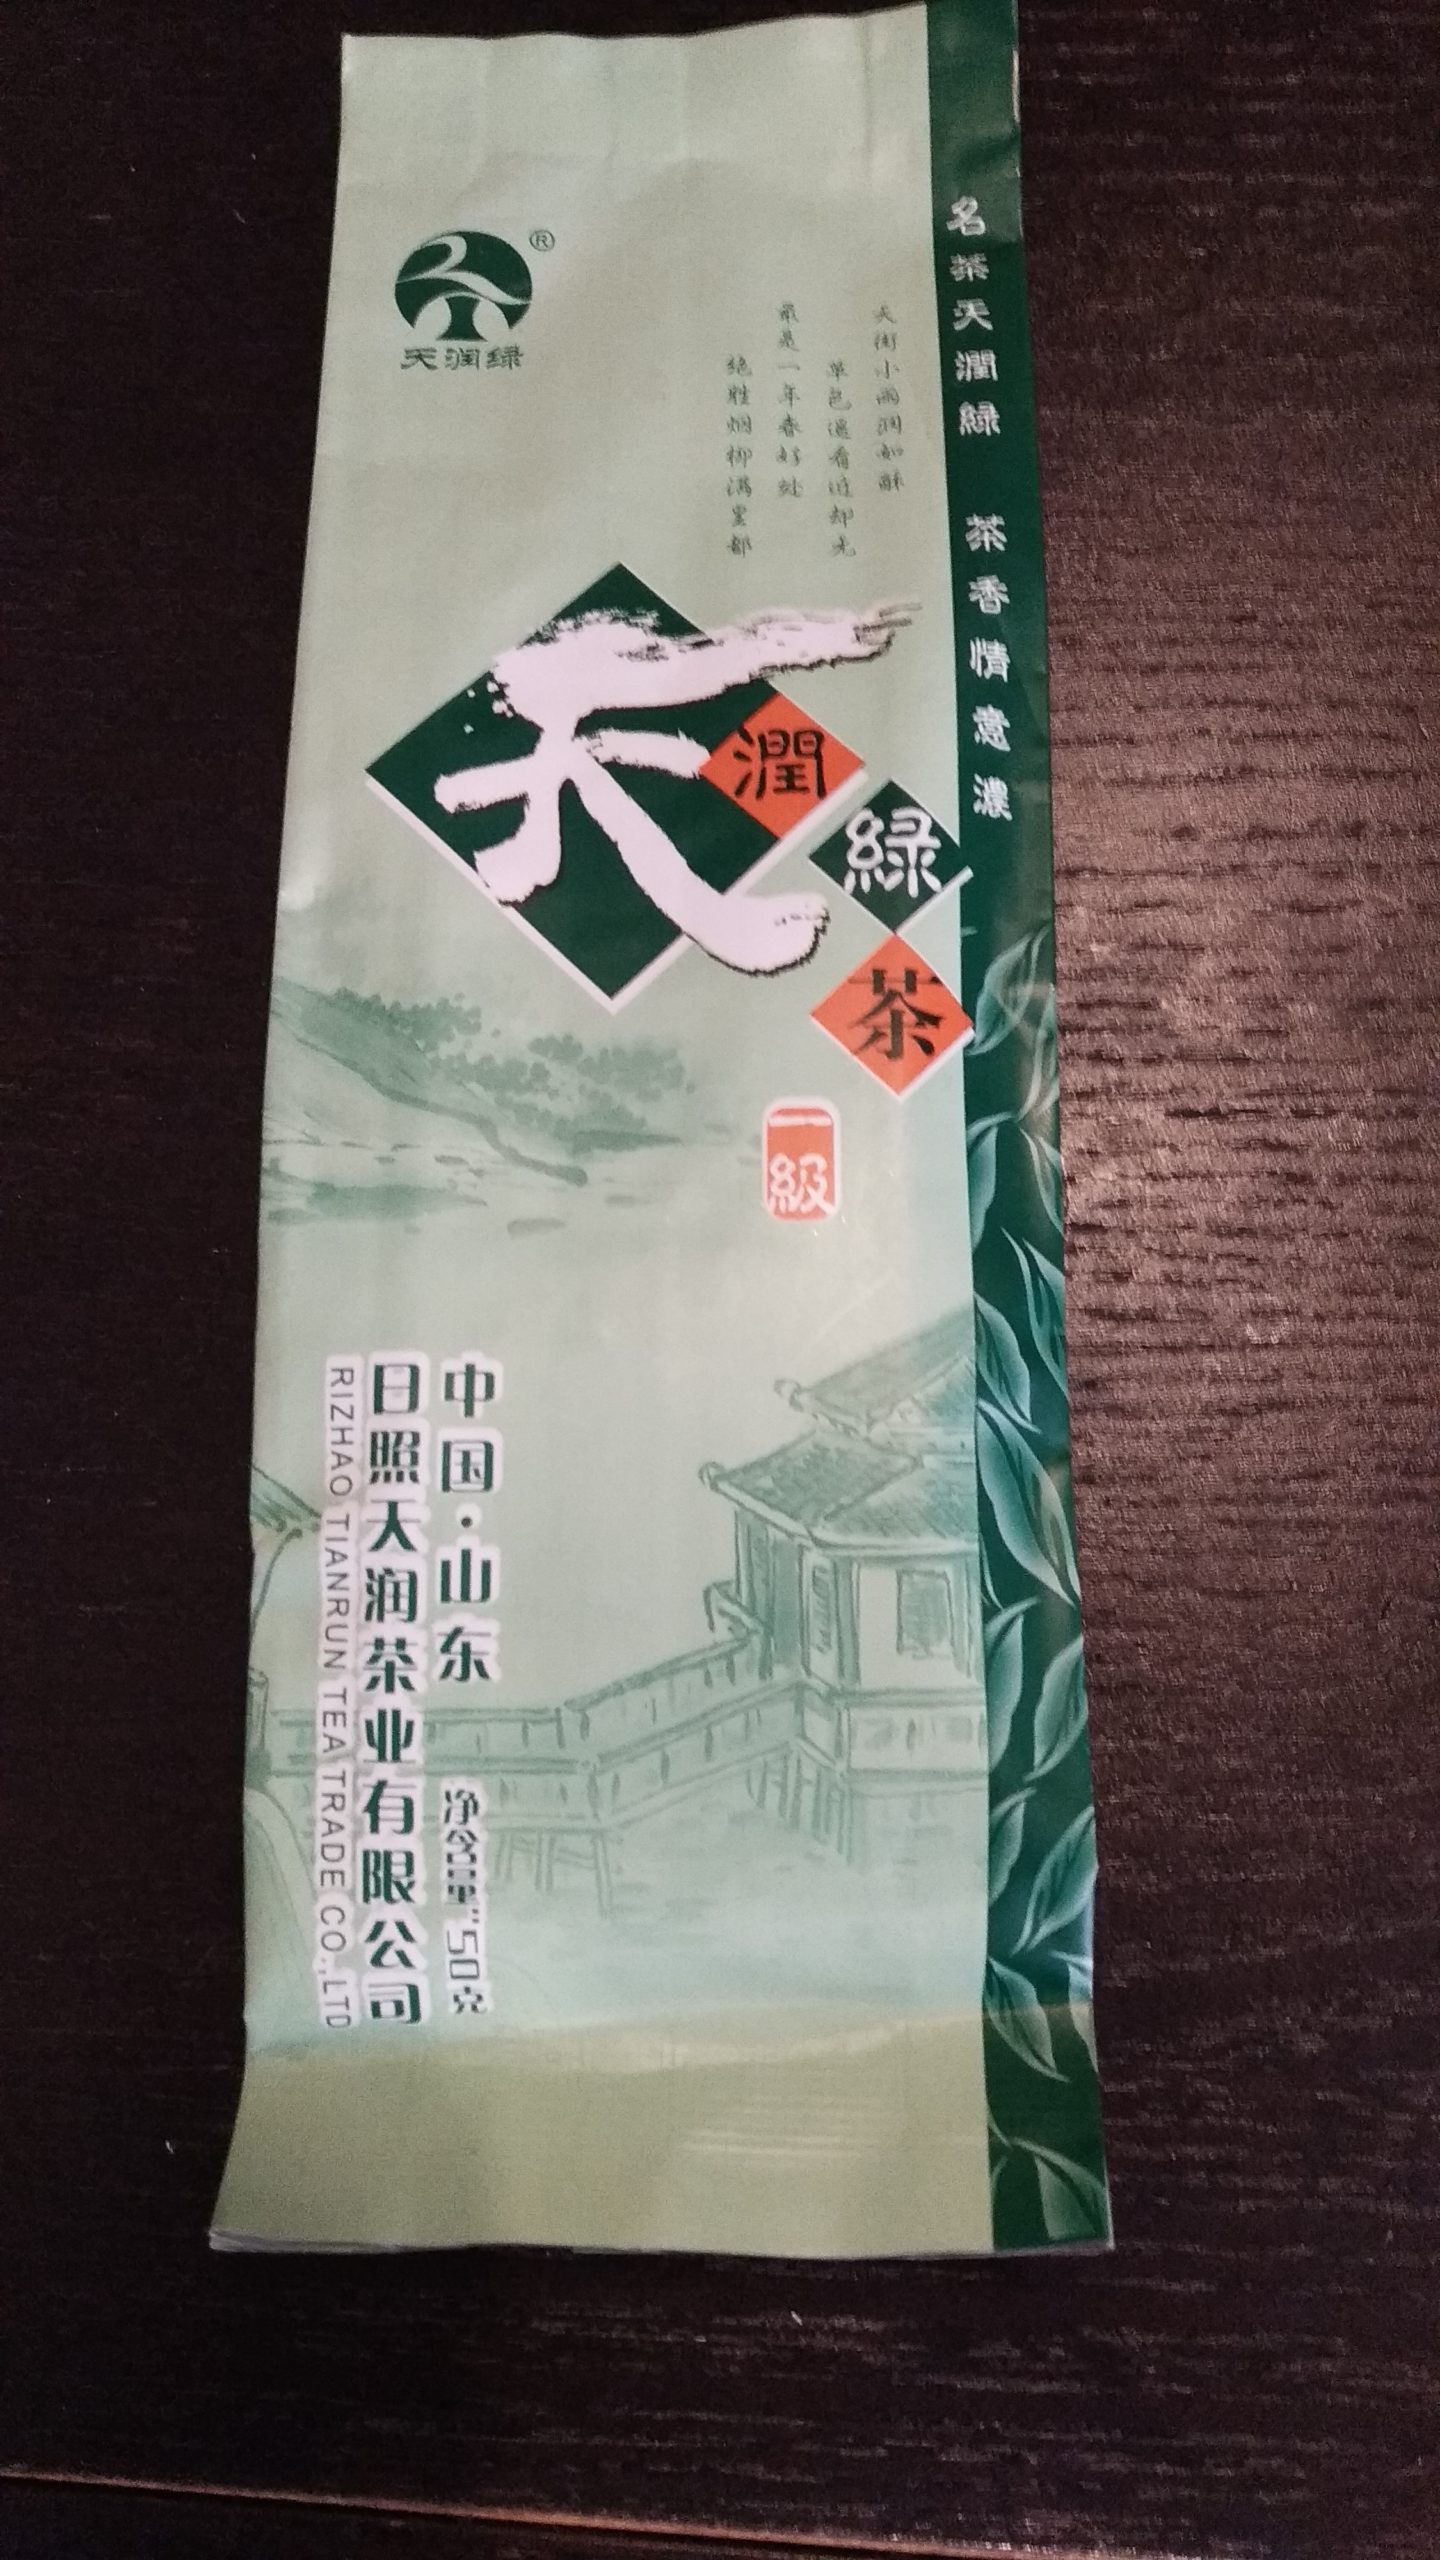 ®
天润绿
天街小雨润如酥
草色遥看近却无
最是一年春好处
绝胜烟柳满皇都
名茶天潤緑 茶香情意濃
天潤緑茶
一級
中国·山东 净含量:150克
日照天润茶业有限公司
RIZHAO TIANRUN TEA TRADE CO.,LTD